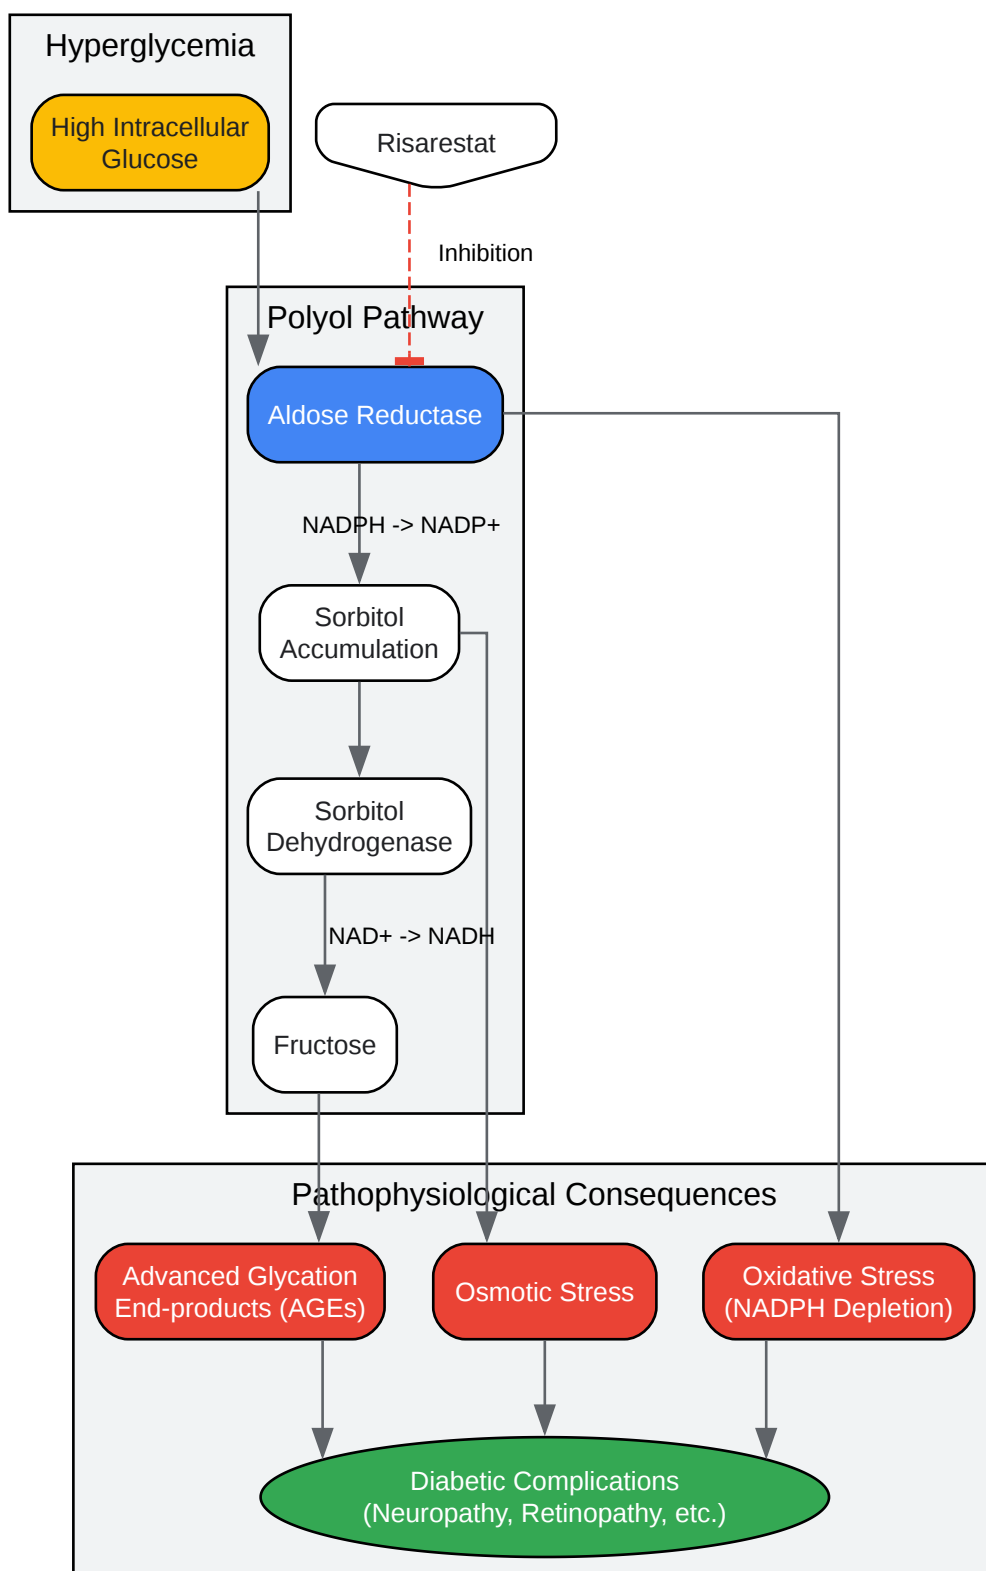 Hyperglycemia
High Intracellular
Glucose
Risarestat
Inhibition
Polyol Pathway
Aldose Reductase
NADPH -> NADP+
Sorbitol
Accumulation
Sorbitol
Dehydrogenase
NAD+ -> NADH
Fructose
Pathophysiological Consequences
Advanced Glycation
End-products (AGEs)
Osmotic Stress
Oxidative Stress
(NADPH Depletion)
Diabetic Complications
(Neuropathy, Retinopathy, etc.)